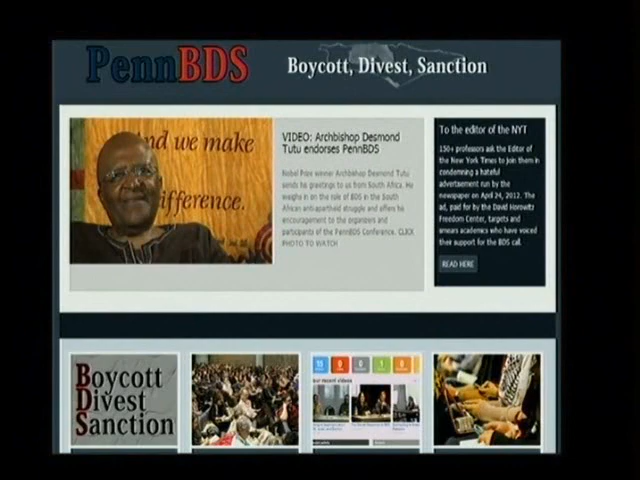 PennBDS
Boycott, Divest, Sanction
and we make
ifference.
VIDEO: Archbishop Desmond
Tutu endorses PennBDS
Nobel Prize winner Archbishop Desmond Tutu
sends his greetings to us from South Africa. He
weighs in on the role of BDS in the South
African anti-apartheid struggle and offers his
encouragement to the organizers and
participants of the PennBDS Conference. CLICK
PHOTO TO WATCH
To the editor of the NYT
150+ professors ask the Editor of
the New York Times to join them in
condemning a hateful
advertisement run by the
newspaper on April 24, 2012. The
ad, paid for by the David Horowitz
Freedom Center, targets and
smears academics who have voiced
their support for the BDS call.
READ HERE
Boycott
Divest
Sanction
our recent videos